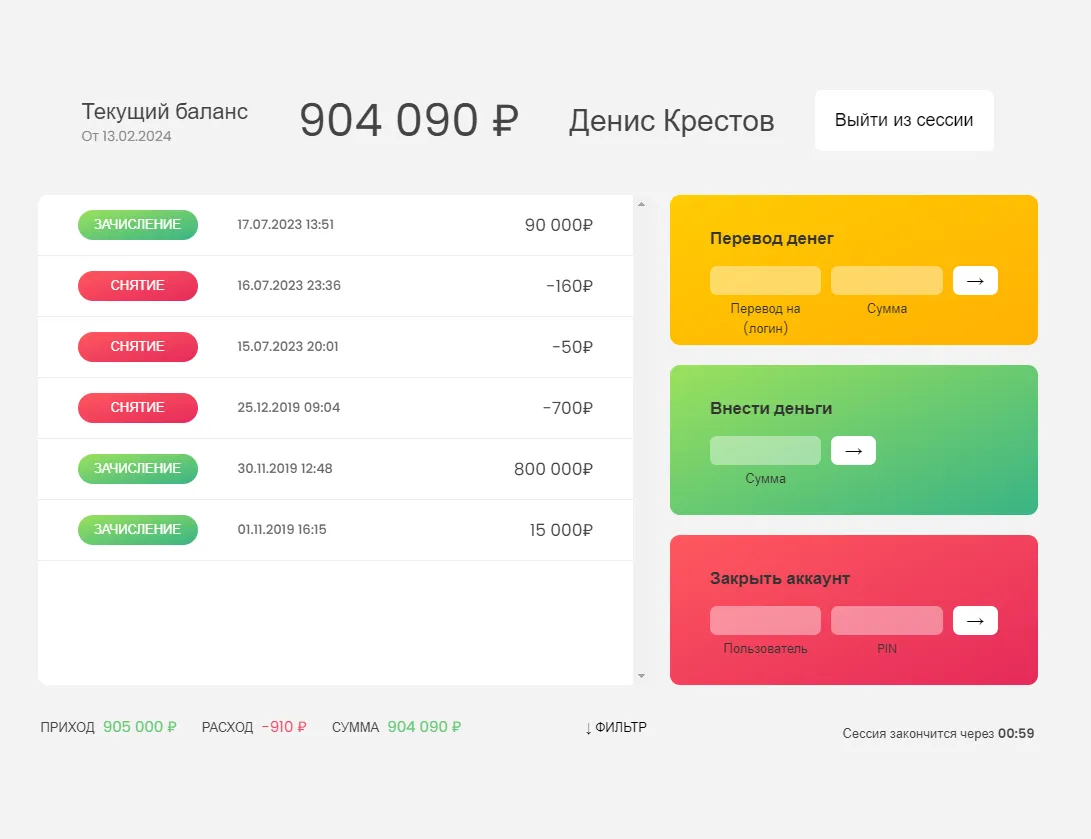 Текущий баланс
От 13.02.2024
904 090 ₽
Денис Крестов
Выйти из сессии
ЗАЧИСЛЕНИЕ 17.07.2023 13:51 90 000₽
СНЯТИЕ 16.07.2023 23:36 -160₽
СНЯТИЕ 15.07.2023 20:01 -50₽
СНЯТИЕ 25.12.2019 09:04 -700₽
ЗАЧИСЛЕНИЕ 30.11.2019 12:48 800 000₽
ЗАЧИСЛЕНИЕ 01.11.2019 16:15 15 000₽
Перевод денег
→
Перевод на
(логин)
Сумма
Внести деньги
→
Сумма
Закрыть аккаунт
→
Пользователь PIN
ПРИХОД 905 000 ₽ РАСХОД -910 ₽ СУММА 904 090 ₽ ↓ ФИЛЬТР
Сессия закончится через 00:59